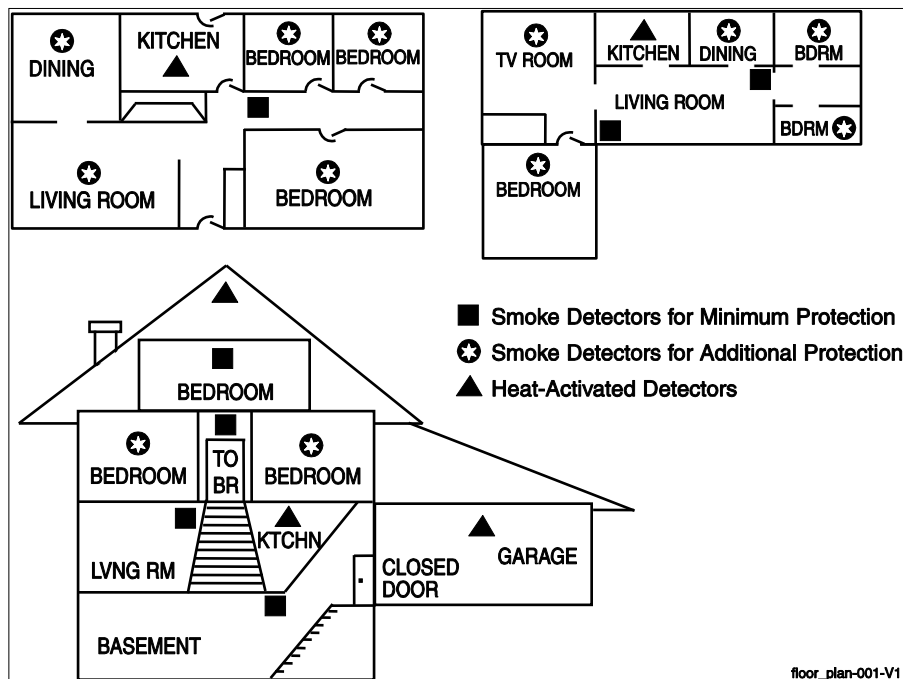 DINING
KITCHEN
BEDROOM
BEDROOM
LIVING ROOM
BEDROOM
TV ROOM
KITCHEN
DINING
BDRM
LIVING ROOM
BDRM
BEDROOM
Smoke Detectors for Minimum Protection
Smoke Detectors for Additional Protection
Heat-Activated Detectors
BEDROOM
BEDROOM
TO
BR
BEDROOM
LVNG RM
KTCHN
CLOSED
DOOR
GARAGE
BASEMENT
floor_plan-001-V1